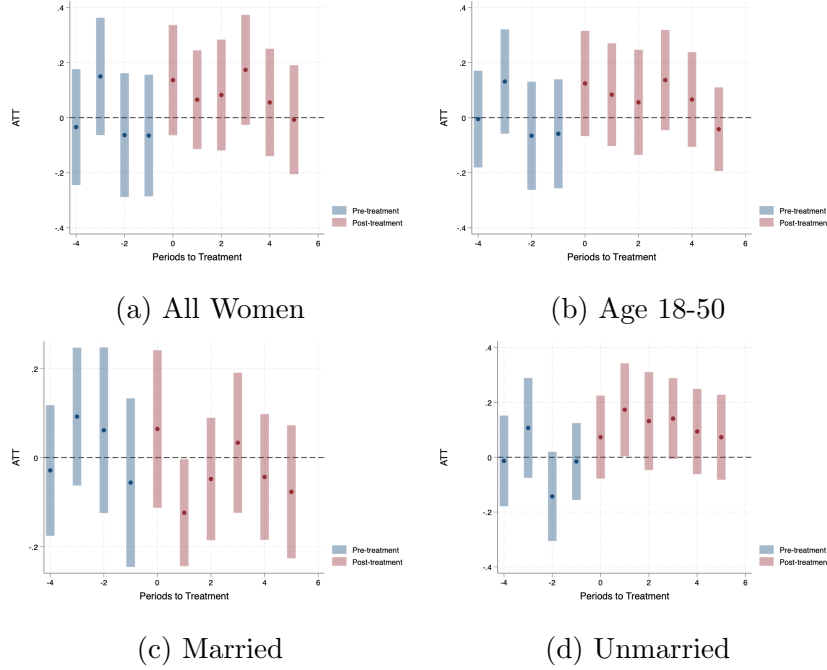 .4
.2
0
-.2
-.4
ATT
-4 -2 0 2 4 6
Periods to Treatment
Pre-treatment
Post-treatment
(a) All Women
.4
.2
0
-.2
-.4
ATT
-4 -2 0 2 4 6
Periods to Treatment
Pre-treatment
Post-treatment
(b) Age 18-50
.2
0
-.2
ATT
-4 -2 0 2 4 6
Periods to Treatment
Pre-treatment
Post-treatment
(c) Married
.4
.2
0
-.2
-.4
ATT
-4 -2 0 2 4 6
Periods to Treatment
Pre-treatment
Post-treatment
(d) Unmarried